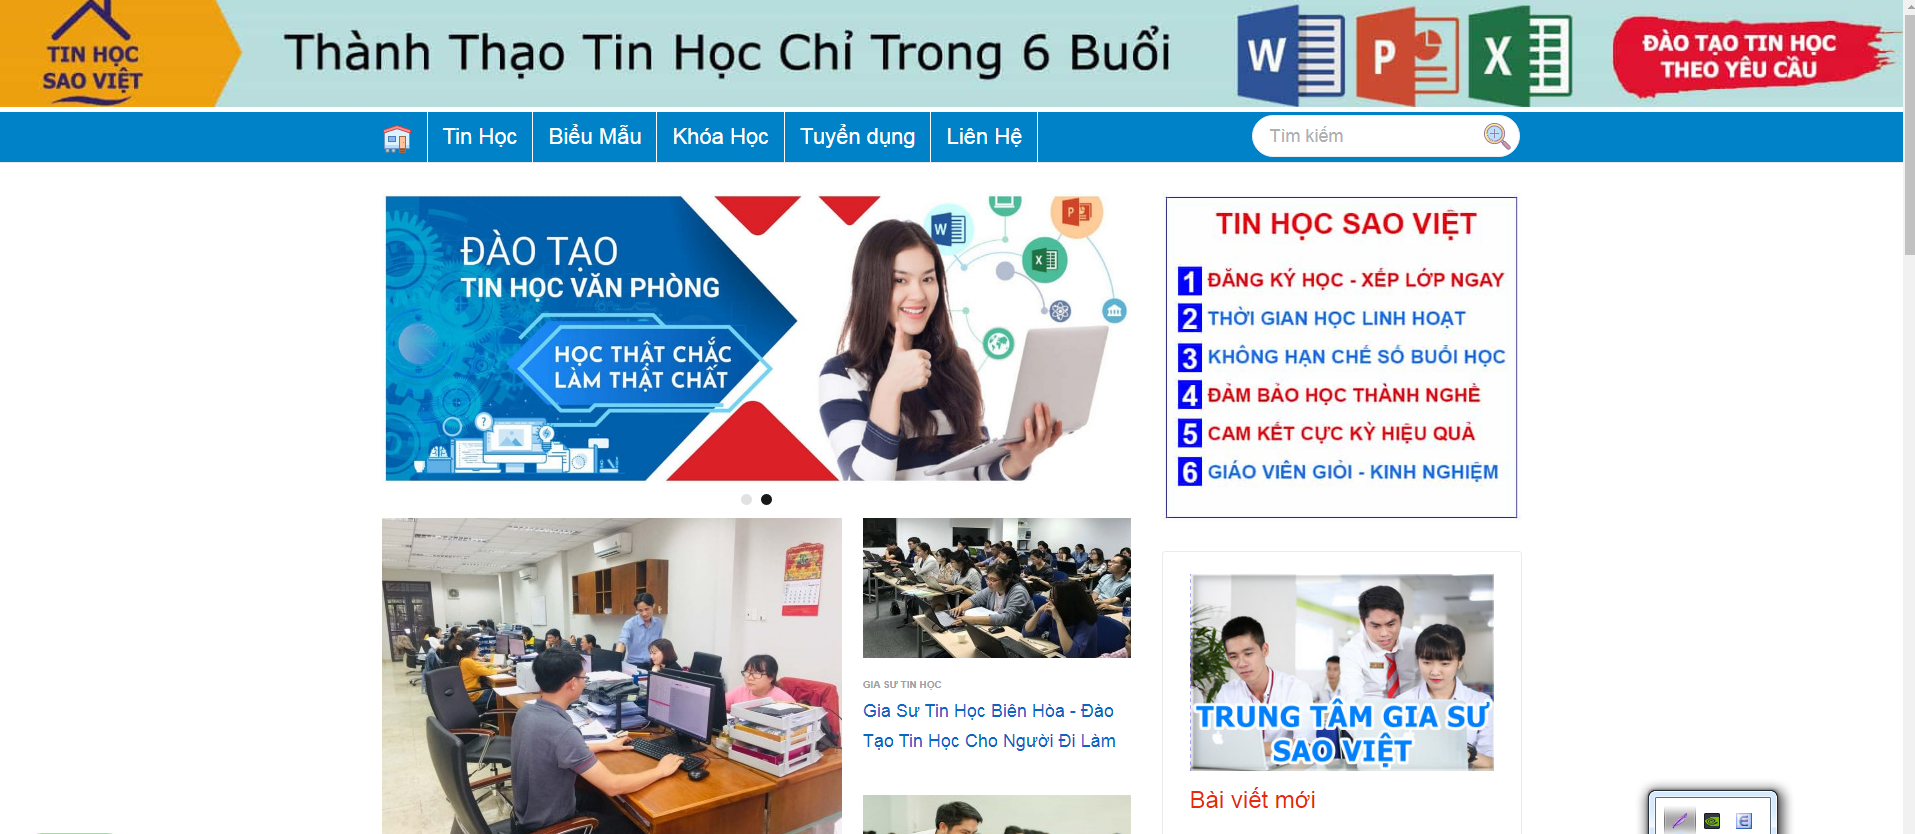 TIN HỌC
SAO VIỆT
Thành Thạo Tin Học Chỉ Trong 6 Buổi
W
P
X
ĐÀO TẠO TIN HỌC
THEO YÊU CẦU
Tin Học
Biểu Mẫu
Khóa Học
Tuyển dụng
Liên Hệ
Tìm kiếm
ĐÀO TẠO
TIN HỌC VĂN PHÒNG
HỌC THẬT CHẮC
LÀM THẬT CHẤT
TIN HỌC SAO VIỆT
1 ĐĂNG KÝ HỌC - XẾP LỚP NGAY
2 THỜI GIAN HỌC LINH HOẠT
3 KHÔNG HẠN CHẾ SỐ BUỔI HỌC
4 ĐẢM BẢO HỌC THÀNH NGHỀ
5 CAM KẾT CỰC KỲ HIỆU QUẢ
6 GIÁO VIÊN GIỎI - KINH NGHIỆM
GIA SƯ TIN HỌC
Gia Sư Tin Học Biên Hòa - Đào
Tạo Tin Học Cho Người Đi Làm
TRUNG TÂM GIA SƯ
SAO VIỆT
Bài viết mới